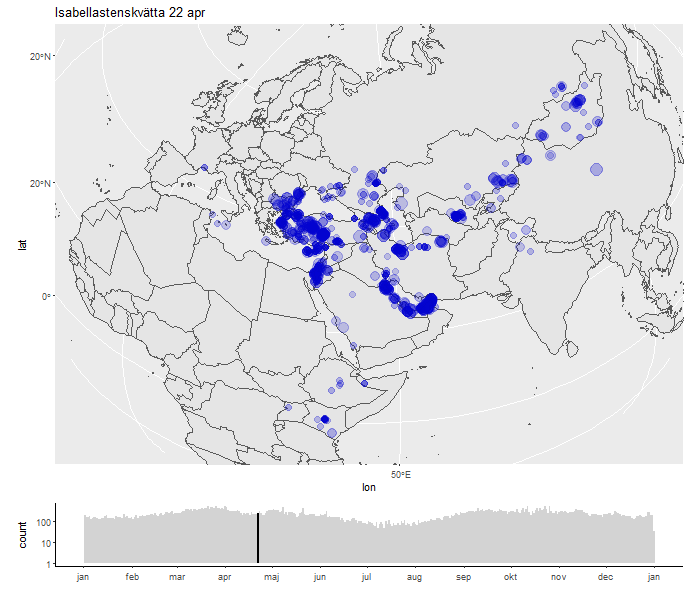 Isabellastenskvätta 22 apr
20°N
20°N
0°
lat
50°E
lon
count
100
10
1
jan feb mar apr maj jun jul aug sep okt nov dec jan